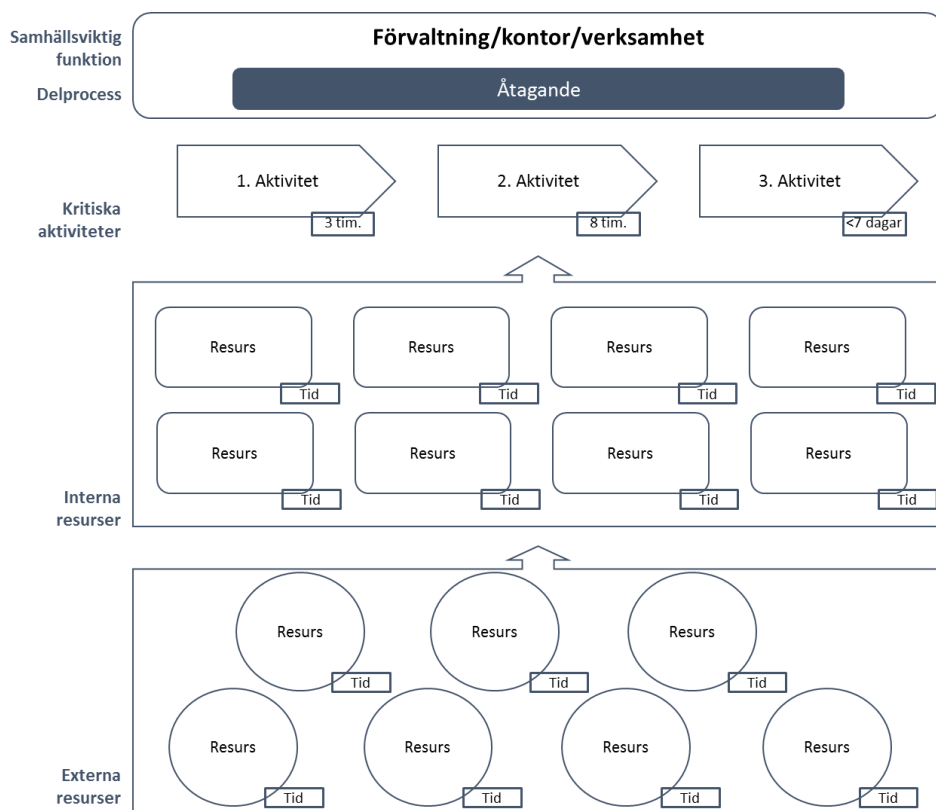 Samhällsviktig
funktion
Förvaltning/kontor/verksamhet
Delprocess
Åtagande
Kritiska
aktiviteter
1. Aktivitet
2. Aktivitet
3. Aktivitet
3 tim.
8 tim.
<7 dagar
Interna
resurser
Resurs
Resurs
Resurs
Resurs
Tid
Tid
Tid
Tid
Resurs
Resurs
Resurs
Resurs
Tid
Tid
Tid
Tid
Externa
resurser
Resurs
Resurs
Resurs
Tid
Tid
Tid
Resurs
Resurs
Resurs
Resurs
Tid
Tid
Tid
Tid